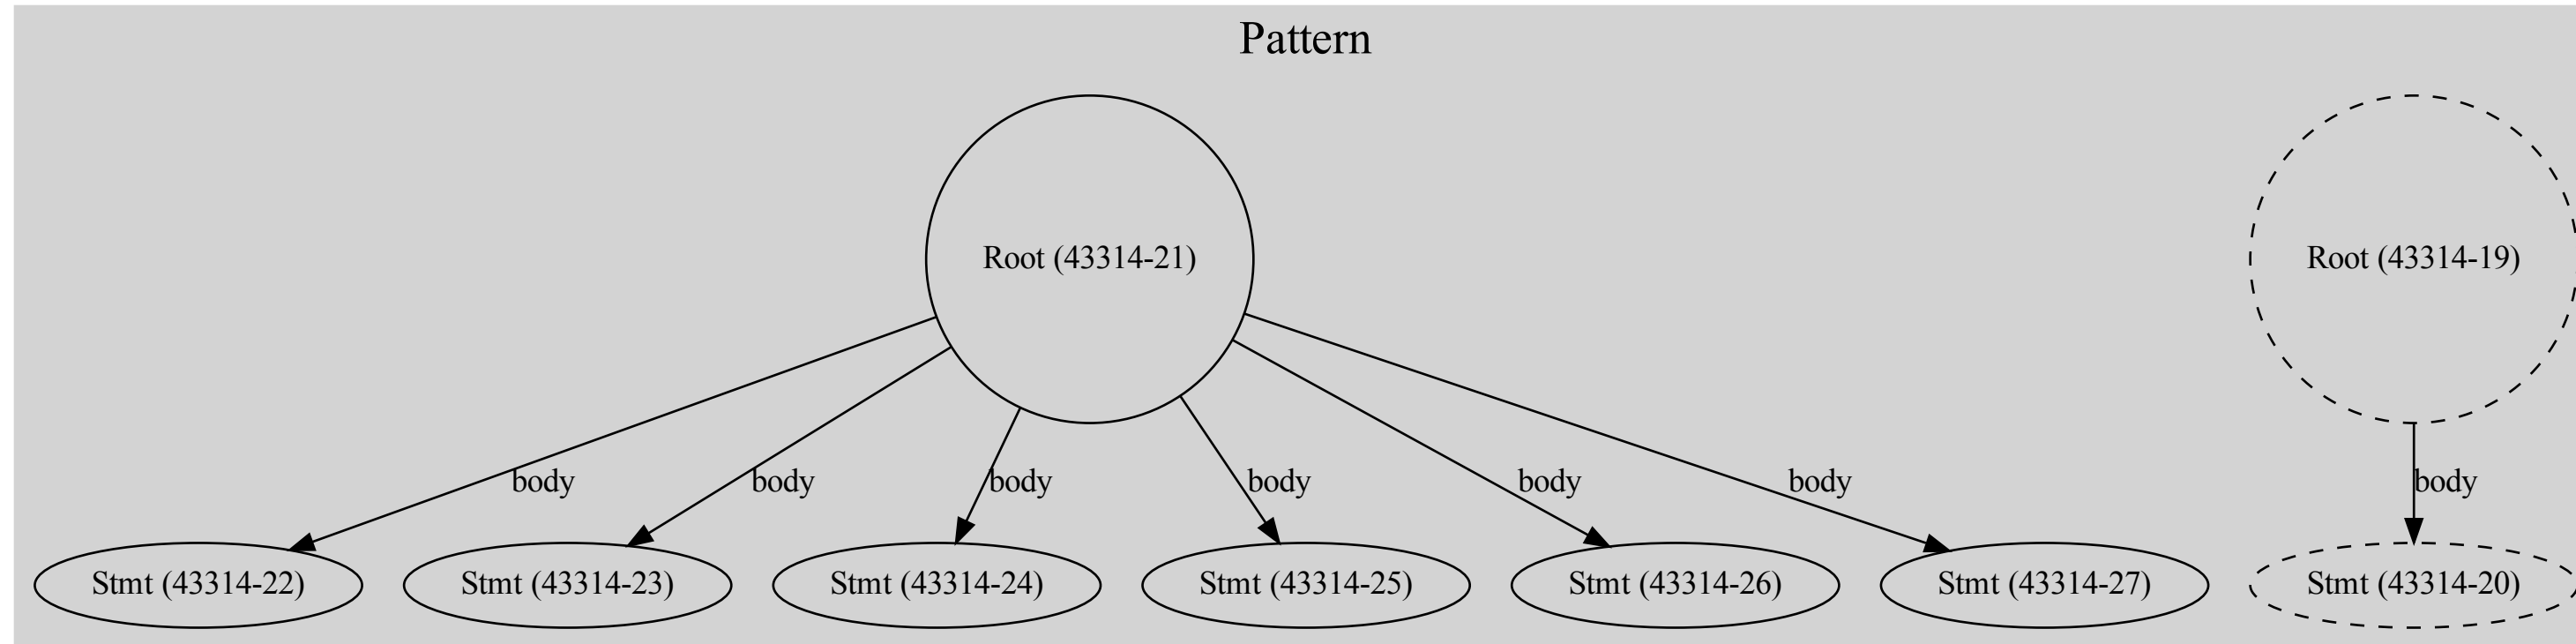 Pattern
Root (43314-21)
Root (43314-19)
body
body
body
body
body
body
body
Stmt (43314-22)
Stmt (43314-23)
Stmt (43314-24)
Stmt (43314-25)
Stmt (43314-26)
Stmt (43314-27)
Stmt (43314-20)